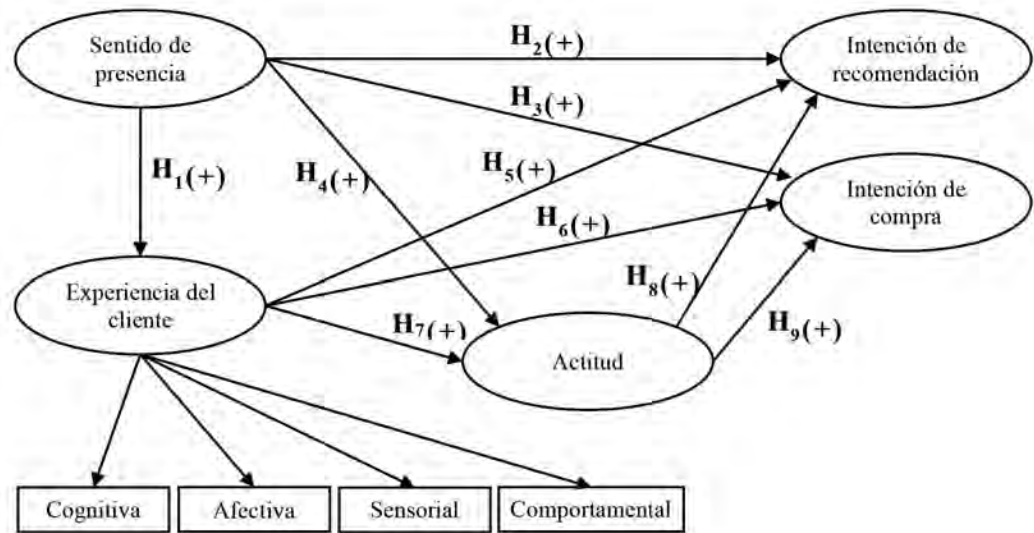 Sentido de
presencia
H2(+)
Intención de
recomendación
H3(+)
H1(+)
H4(+)
H5(+)
Intención de
compra
H6(+)
Experiencia del
cliente
H8(+)
H7(+)
H9(+)
Actitud
Cognitiva
Afectiva
Sensorial
Comportamental